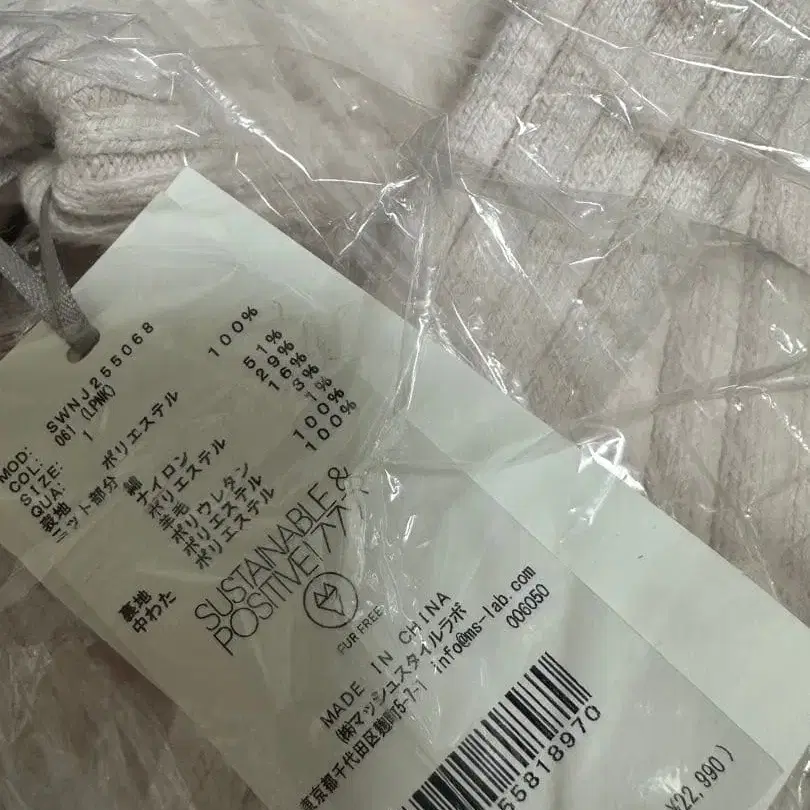 MOD: SWNJ255068
COL: 061 (LPNK)
SIZE: 1
QUA:
表地 ポリエステル 100%
ニット部分 綿 51%
ナイロン 29%
ポリエステル 16%
羊毛 3%
ポリウレタン 1%
裏地 ポリエステル 100%
中わた ポリエステル 100%
SUSTAINABLE &
POSITIVE!
FUR FREE
MADE IN CHINA
㈱マッシュスタイルラボ
東京都千代田区麹町5-7-1 info@ms-lab.com
006050
55818970
¥22,990)